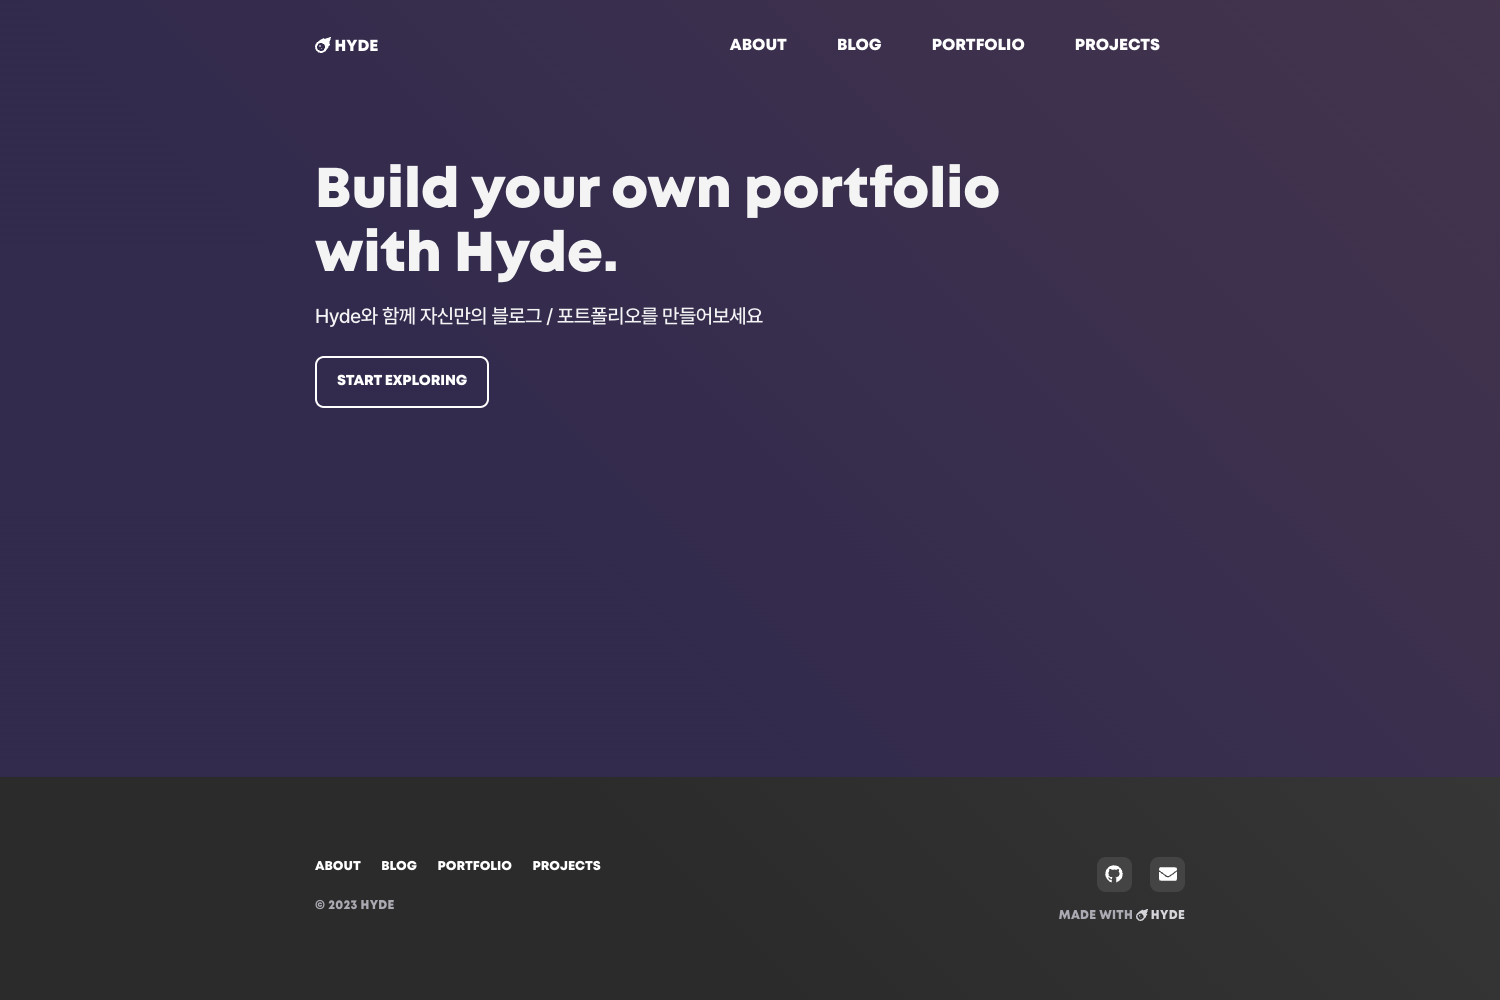 HYDE
ABOUT BLOG PORTFOLIO PROJECTS
Build your own portfolio
with Hyde.
Hyde와 함께 자신만의 블로그 / 포트폴리오를 만들어보세요
START EXPLORING
ABOUT BLOG PORTFOLIO PROJECTS
© 2023 HYDE
MADE WITH HYDE